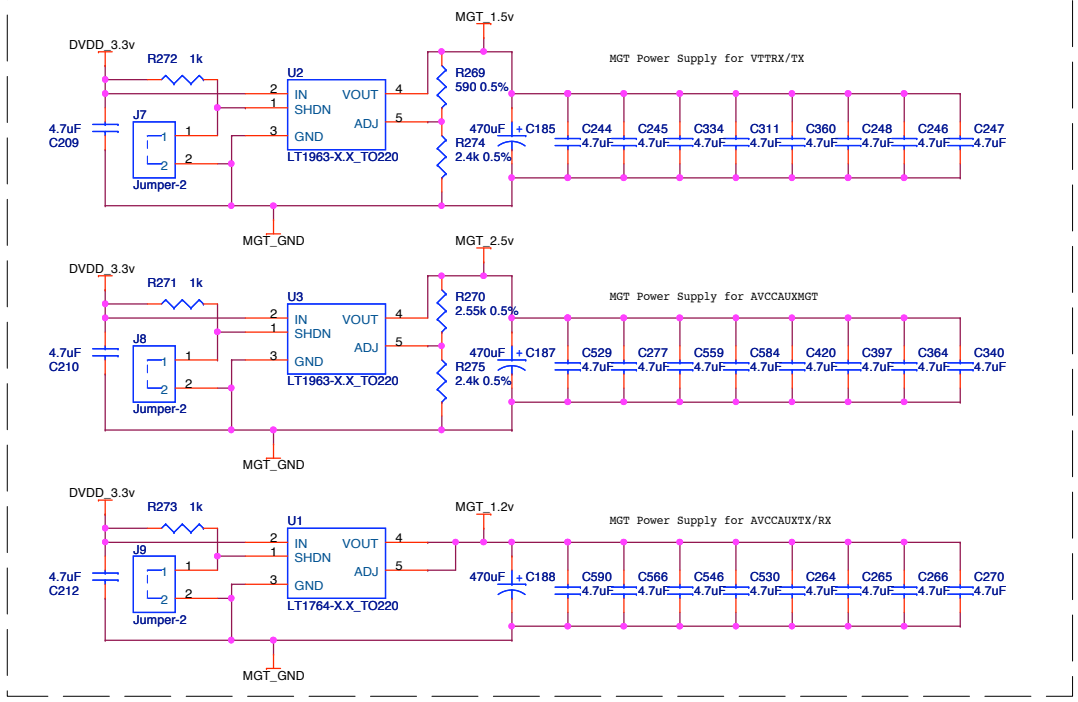 MGT_1.5v
DVDD_3.3v
R272 1k
MGT Power Supply for VTTRX/TX
U2
R269
590 0.5%
2 IN VOUT 4
1 SHDN
J7
4.7uF
C209
1 1
2 2
3 GND ADJ 5
470uF + C185
C244 C245 C334 C311 C360 C248 C246 C247
4.7uF 4.7uF 4.7uF 4.7uF 4.7uF 4.7uF 4.7uF 4.7uF
R274
2.4k 0.5%
LT1963-X.X_TO220
Jumper-2
MGT_GND
MGT_2.5v
DVDD_3.3v
R271 1k
MGT Power Supply for AVCCAUXMGT
U3
R270
2.55k 0.5%
2 IN VOUT 4
1 SHDN
J8
4.7uF
C210
1 1
2 2
3 GND ADJ 5
470uF + C187
C529 C277 C559 C584 C420 C397 C364 C340
4.7uF 4.7uF 4.7uF 4.7uF 4.7uF 4.7uF 4.7uF 4.7uF
R275
2.4k 0.5%
LT1963-X.X_TO220
Jumper-2
MGT_GND
DVDD_3.3v
R273 1k
MGT_1.2v
MGT Power Supply for AVCCAUXTX/RX
U1
2 IN VOUT 4
1 SHDN
J9
4.7uF
C212
1 1
2 2
3 GND ADJ 5
470uF + C188
C590 C566 C546 C530 C264 C265 C266 C270
4.7uF 4.7uF 4.7uF 4.7uF 4.7uF 4.7uF 4.7uF 4.7uF
LT1764-X.X_TO220
Jumper-2
MGT_GND